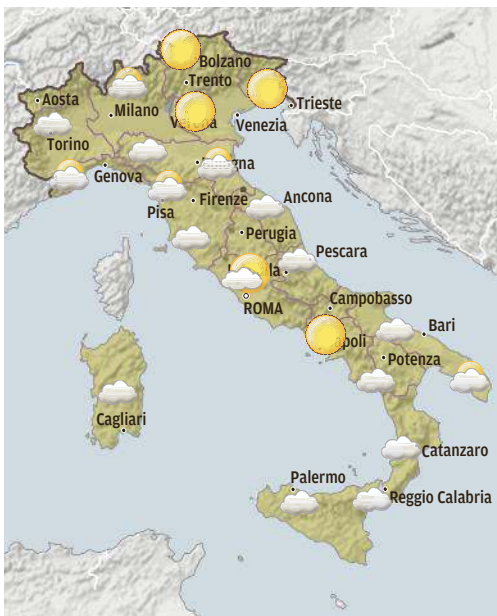 Bolzano
Trento
Aosta
Milano
Trieste
Venezia
Torino
Genova
Firenze
Ancona
Pisa
Perugia
Pescara
ROMA
Campobasso
Bari
Potenza
Cagliari
Catanzaro
Palermo
Reggio Calabria